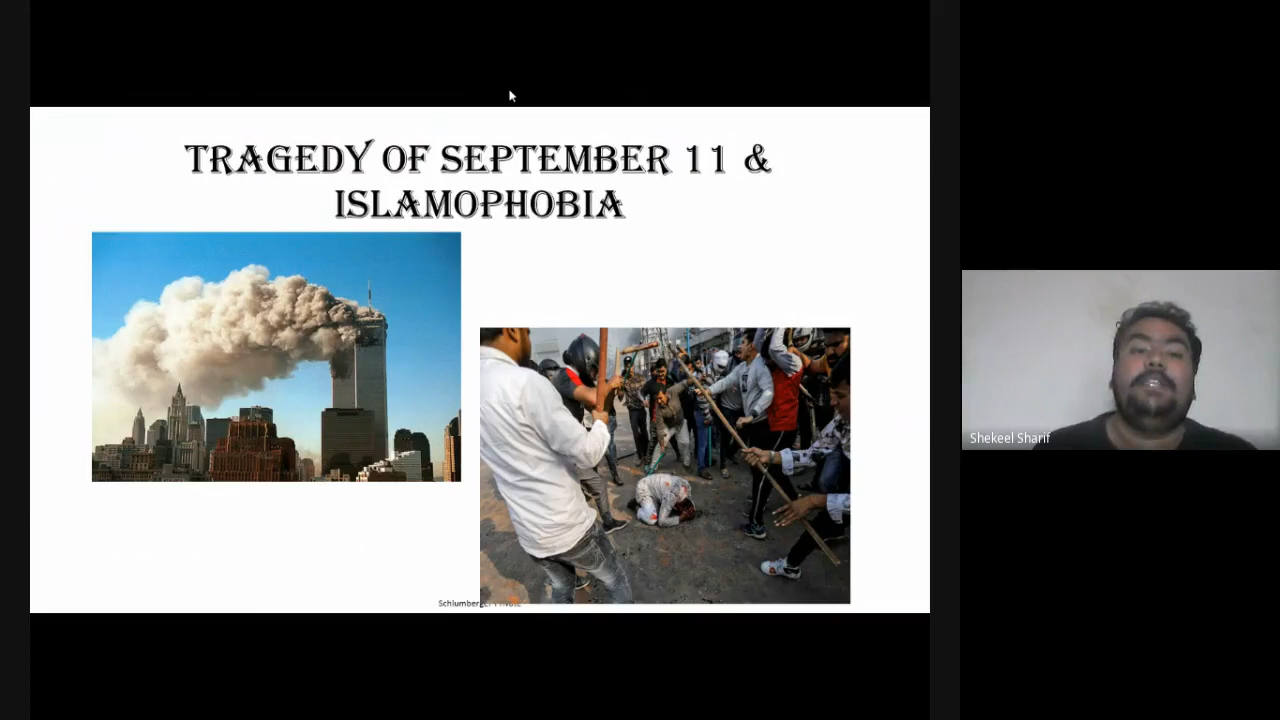 TRAGEDY OF SEPTEMBER 11 &
ISLAMOPHOBIA
Shekeel Sharif
Schlumberger-Private